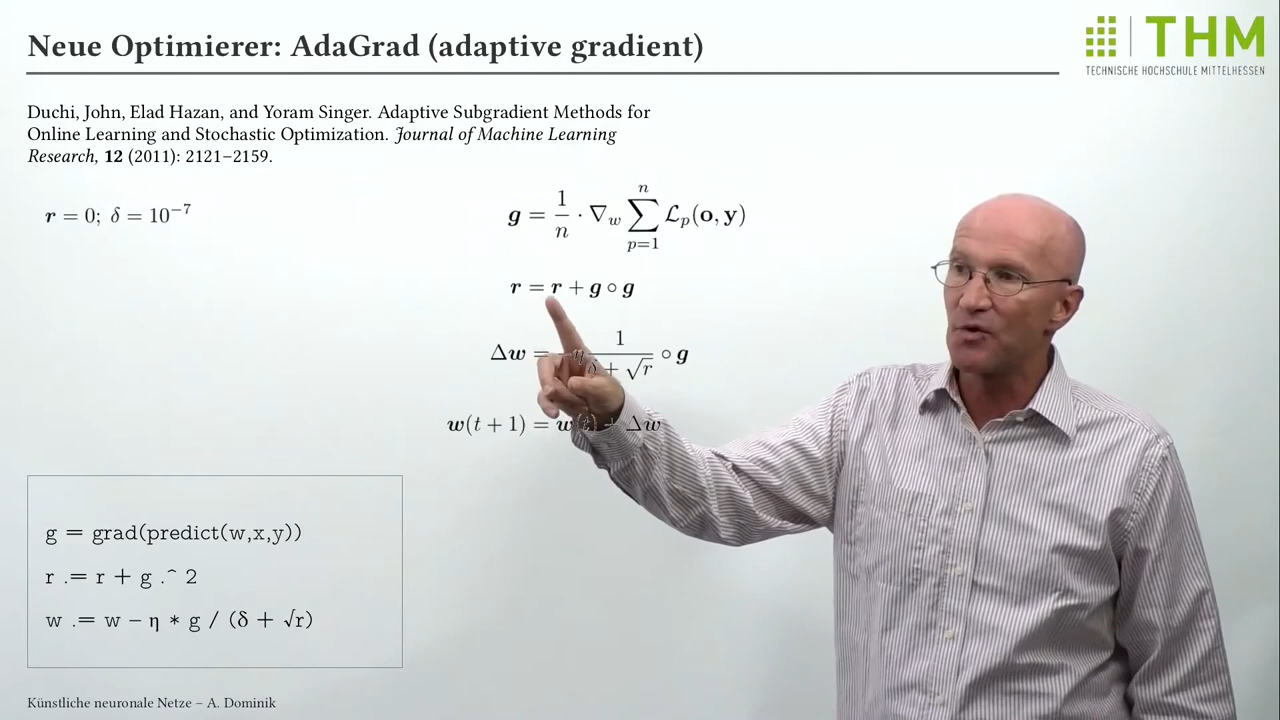 Neue Optimierer: AdaGrad (adaptive gradient)
THM
TECHNISCHE HOCHSCHULE MITTELHESSEN
Duchi, John, Elad Hazan, and Yoram Singer. Adaptive Subgradient Methods for
Online Learning and Stochastic Optimization. Journal of Machine Learning
Research, 12 (2011): 2121–2159.
r = 0; δ = 10⁻⁷
g = 1/n · ∇_w ∑_{p=1}^{n} ℒ_p(o, y)
r = r + g ∘ g
Δw = η 1/(δ + √r) ∘ g
w(t + 1) = w(t) + Δw
g = grad(predict(w,x,y))
r .= r + g .^ 2
w .= w − η * g / (δ + √r)
Künstliche neuronale Netze – A. Dominik